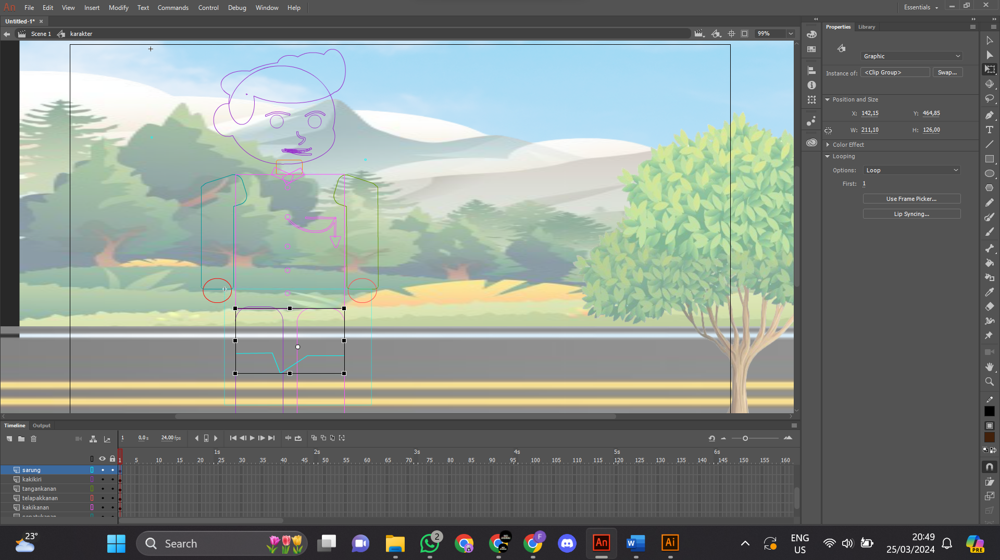 An File Edit View Insert Modify Text Commands Control Debug Window Help Essentials
Untitled-1*
Scene 1 karakter 99%
Properties Library
Graphic
Instance of: <Clip Group> Swap...
Position and Size
X: 142,15 Y: 464,85
W: 211,10 H: 126,00
Color Effect
Looping
Options: Loop
First: 1
Use Frame Picker...
Lip Syncing...
Timeline Output
1 0,0 s 24,00 fps
1s 2s 3s 4s 5s 6s
1 5 10 15 20 25 30 35 40 45 50 55 60 65 70 75 80 85 90 95 100 105 110 115 120 125 130 135 140 145 150 155 160
sarung
kakikiri
tangankanan
telapakkanan
kakikanan
sepatukanan
23°
Search
2
F
An
W
Ai
ENG
US
20:49
25/03/2024
PRE